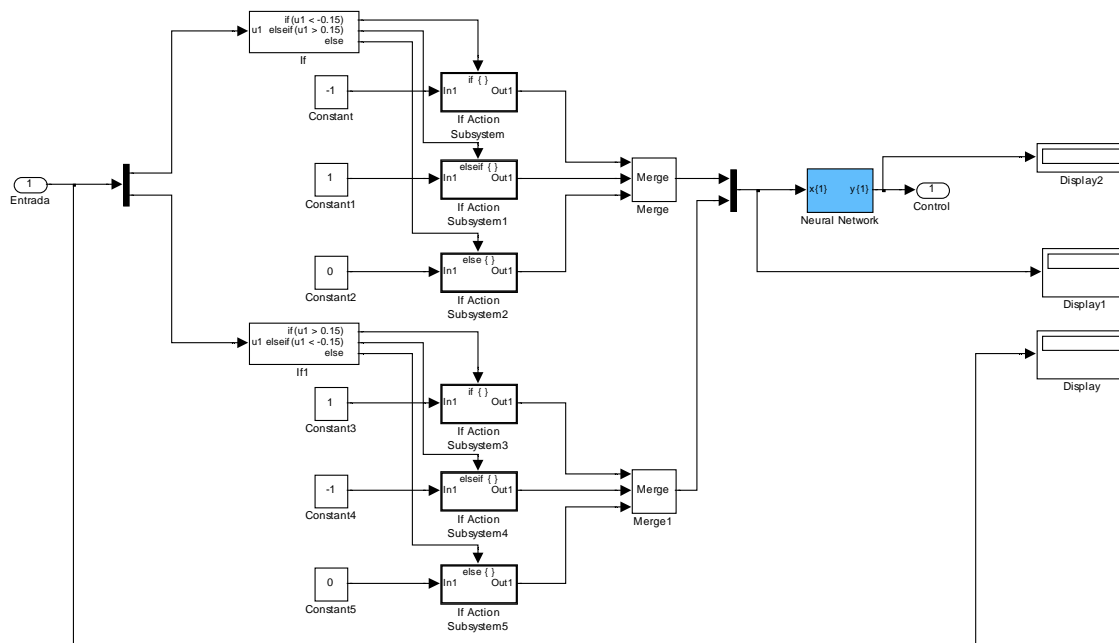 if(u1 < -0.15)
u1 elseif(u1 > 0.15)
else
If
-1
Constant
if { }
In1 Out1
If Action
Subsystem
1
Entrada
1
Constant1
elseif { }
In1 Out1
If Action
Subsystem1
0
Constant2
else { }
In1 Out1
If Action
Subsystem2
Merge
Merge
x{1} y{1}
Neural Network
1
Control
Display2
Display1
Display
if(u1 > 0.15)
u1 elseif(u1 < -0.15)
else
If1
1
Constant3
if { }
In1 Out1
If Action
Subsystem3
-1
Constant4
elseif { }
In1 Out1
If Action
Subsystem4
0
Constant5
else { }
In1 Out1
If Action
Subsystem5
Merge
Merge1